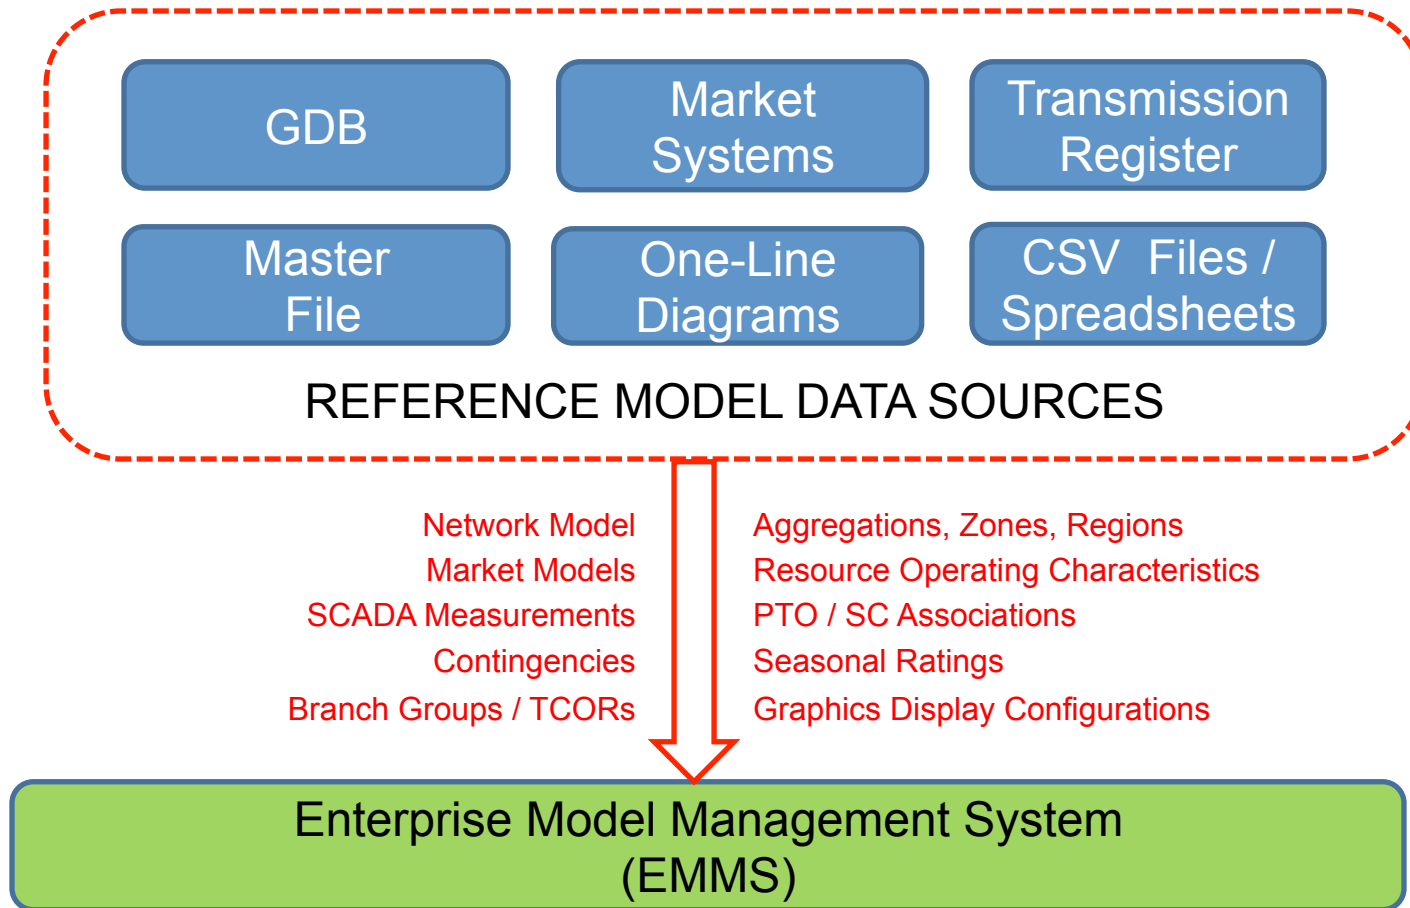 GDB
Market
Systems
Transmission
Register
Master
File
One-Line
Diagrams
CSV  Files /
Spreadsheets
REFERENCE MODEL DATA SOURCES
Network Model
Market Models
SCADA Measurements
Contingencies
Branch Groups / TCORs
Aggregations, Zones, Regions
Resource Operating Characteristics
PTO / SC Associations
Seasonal Ratings
Graphics Display Configurations
Enterprise Model Management System
(EMMS)